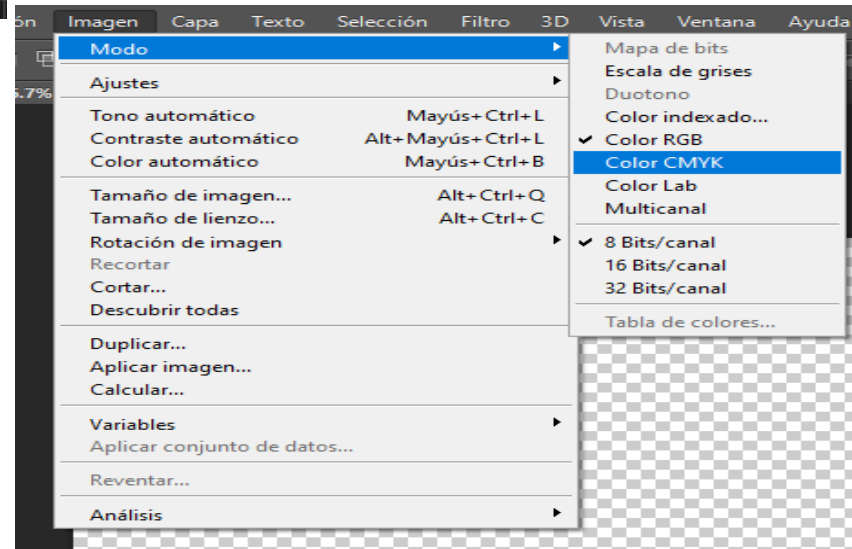 ón Imagen Capa Texto Selección Filtro 3D Vista Ventana Ayuda
6.7%
Modo
Ajustes
Tono automático Mayús+Ctrl+L
Contraste automático Alt+Mayús+Ctrl+L
Color automático Mayús+Ctrl+B
Tamaño de imagen... Alt+Ctrl+Q
Tamaño de lienzo... Alt+Ctrl+C
Rotación de imagen
Recortar
Cortar...
Descubrir todas
Duplicar...
Aplicar imagen...
Calcular...
Variables
Aplicar conjunto de datos...
Reventar...
Análisis
Mapa de bits
Escala de grises
Duotono
Color indexado...
Color RGB
Color CMYK
Color Lab
Multicanal
8 Bits/canal
16 Bits/canal
32 Bits/canal
Tabla de colores...